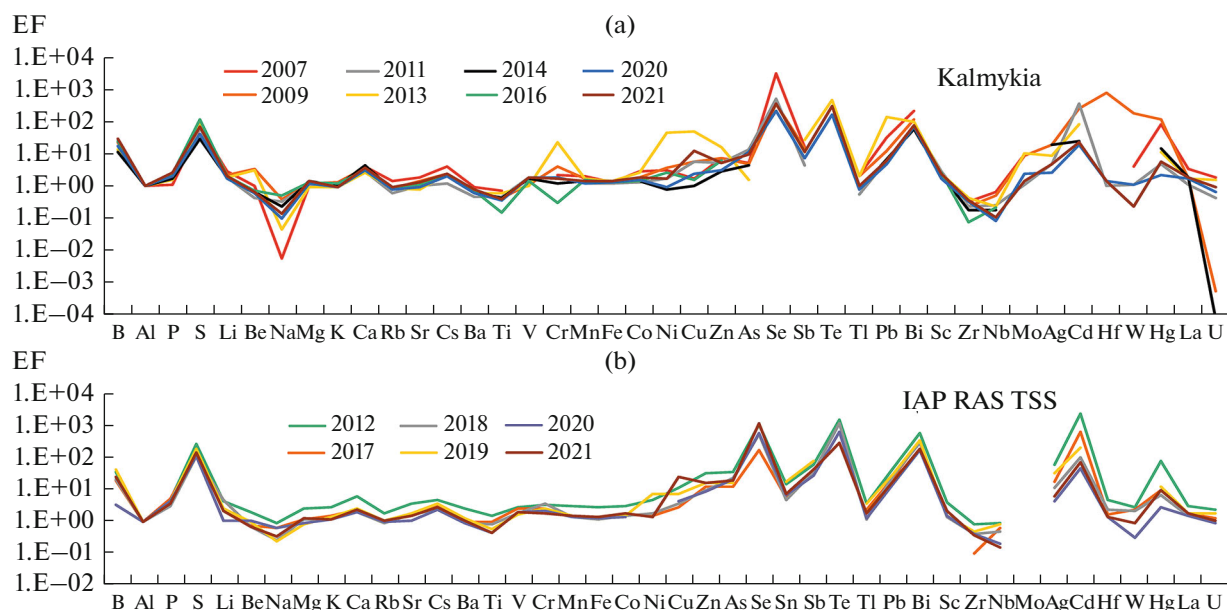 EF (a)
1.E+04
1.E+03
1.E+02
1.E+01
1.E+00
1.E−01
1.E−02
1.E−03
1.E−04
2007 2011 2014 2020
2009 2013 2016 2021
Kalmykia
B Al P S Li Be Na Mg K Ca Rb Sr Cs Ba Ti V Cr Mn Fe Co Ni Cu Zn As Se Sb Te Tl Pb Bi Sc Zr Nb Mo Ag Cd Hf W Hg La U
EF (b)
1.E+04
1.E+03
1.E+02
1.E+01
1.E+00
1.E−01
1.E−02
2012 2018 2020
2017 2019 2021
IAP RAS TSS
B Al P S Li Be Na Mg K Ca Rb Sr Cs Ba Ti V Cr Mn Fe Co Ni Cu Zn As Se Sn Sb Te Tl Pb Bi Sc Zr Nb Mo Ag Cd Hf W Hg La U